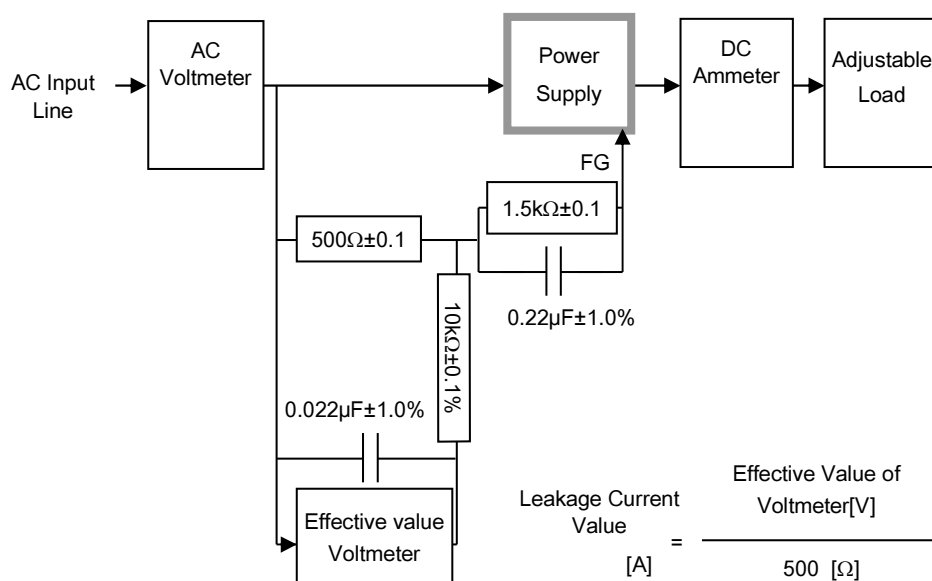 AC Input
Line
AC
Voltmeter
Power
Supply
DC
Ammeter
Adjustable
Load
FG
1.5kΩ±0.1
500Ω±0.1
0.22µF±1.0%
10kΩ±0.1%
0.022µF±1.0%
Effective value
Voltmeter
Leakage Current
Value
[A]
=
Effective Value of
Voltmeter[V]
500 [Ω]